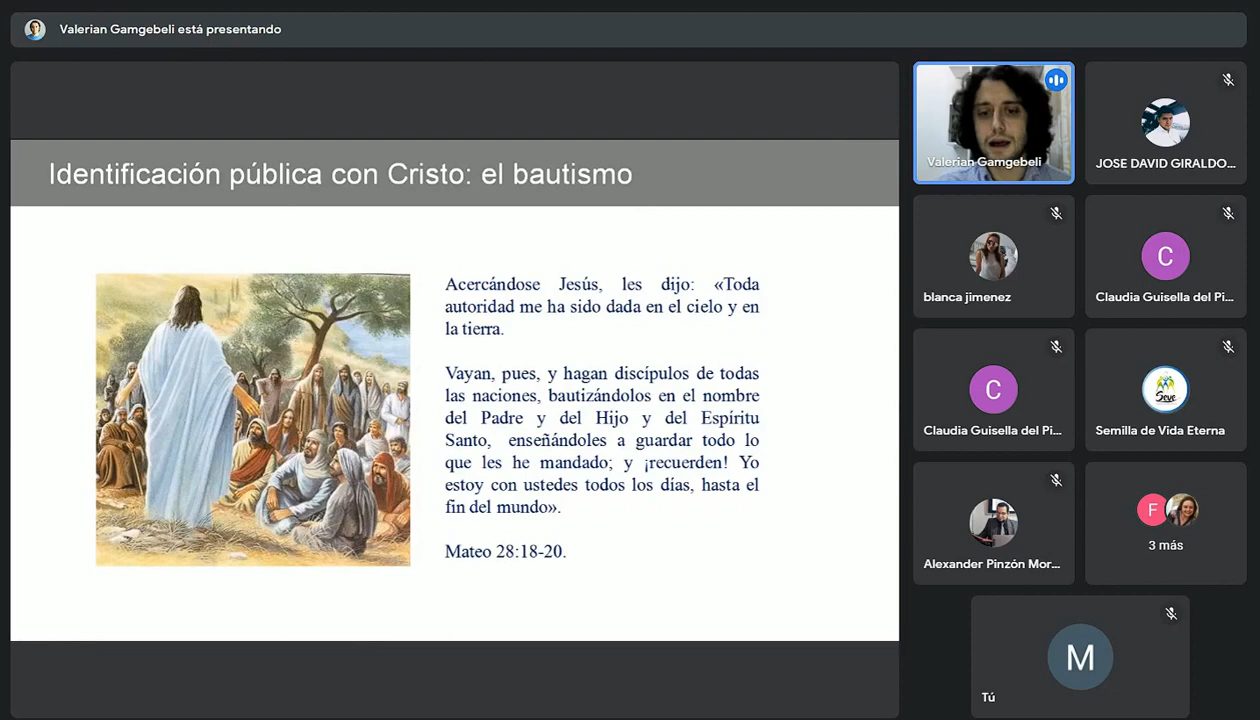 Valerian Gamgebeli está presentando
Identificación pública con Cristo: el bautismo
Acercándose Jesús, les dijo: «Toda
autoridad me ha sido dada en el cielo y en
la tierra.
Vayan, pues, y hagan discípulos de todas
las naciones, bautizándolos en el nombre
del Padre y del Hijo y del Espíritu
Santo, enseñándoles a guardar todo lo
que les he mandado; y ¡recuerden! Yo
estoy con ustedes todos los días, hasta el
fin del mundo».
Mateo 28:18-20.
Valerian Gamgebeli
JOSE DAVID GIRALDO...
blanca jimenez
C
Claudia Guisella del Pi...
C
Claudia Guisella del Pi...
Seve
Semilla de Vida Eterna
Alexander Pinzón Mor...
F
3 más
M
Tú